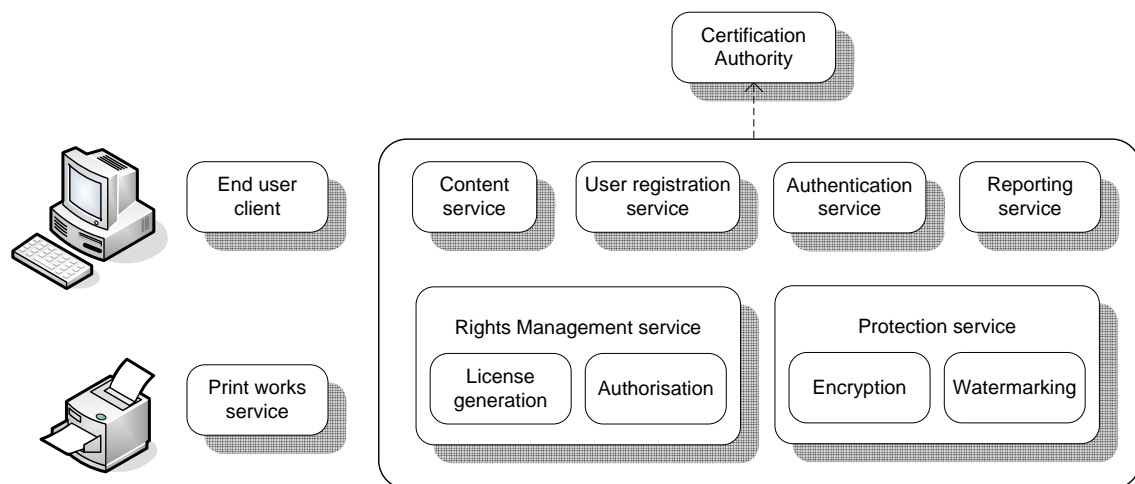 Certification
Authority
End user
client
Content
service
User registration
service
Authentication
service
Reporting
service
Rights Management service
License
generation
Authorisation
Protection service
Encryption
Watermarking
Print works
service